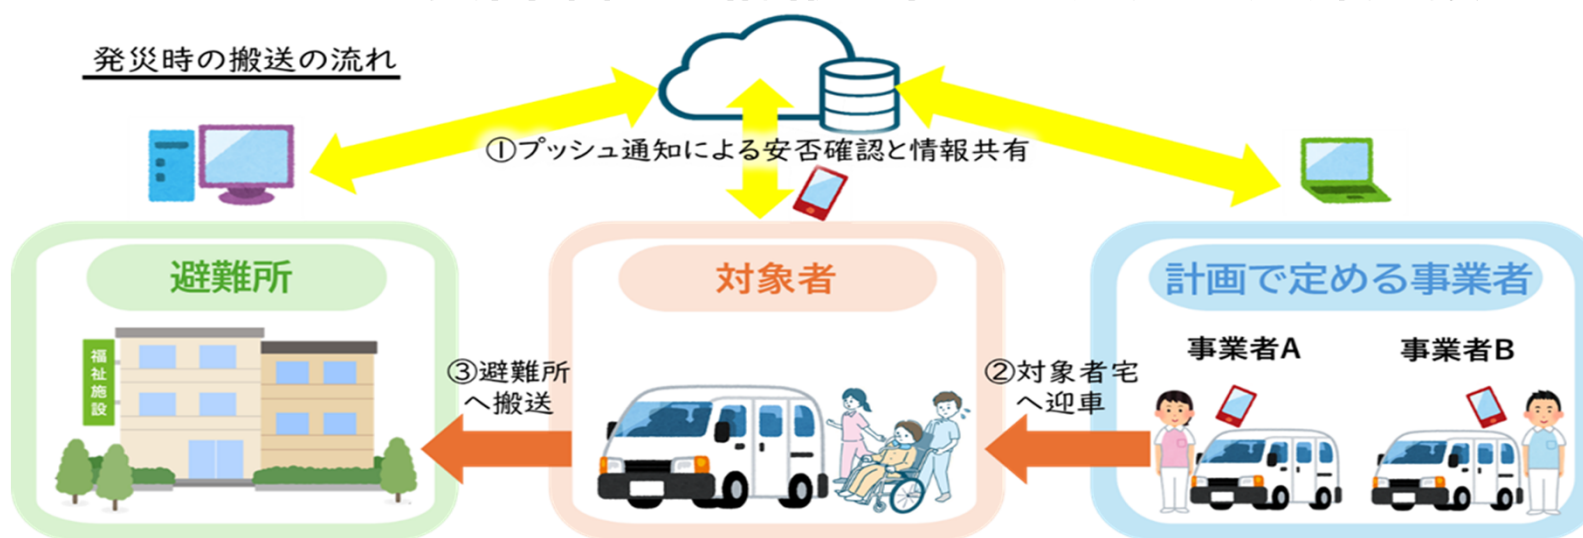 発災時の搬送の流れ
①プッシュ通知による安否確認と情報共有
避難所
対象者
計画で定める事業者
事業者A
事業者B
福祉施設
③避難所
へ搬送
②対象者宅
へ迎車